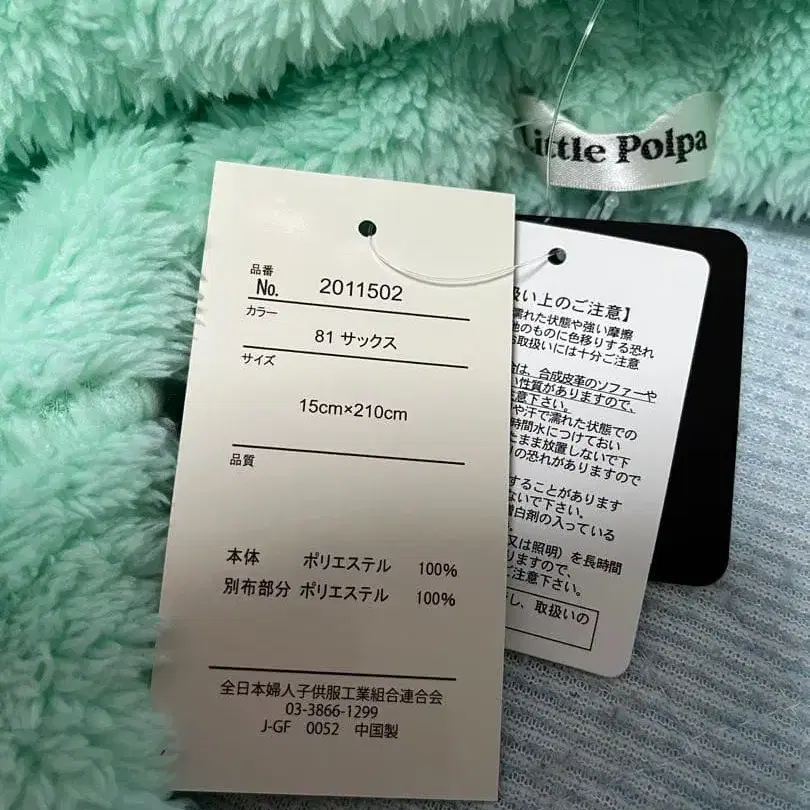 Little Polpa
品番
No. 2011502
カラー
81 サックス
サイズ
15cm×210cm
品質
本体 ポリエステル 100%
別布部分 ポリエステル 100%
全日本婦人子供服工業組合連合会
03-3866-1299
J-GF 0052 中国製
扱い上のご注意】
濡れた状態や強い摩擦
他のものに色移りする恐れ
お取扱いには十分ご注意
合は、合成皮革のソファーや
い性質がありますので、
注意下さい。
や汗で濡れた状態での
時間水につけておい
たまま放置しないで下
りの恐れがありますので
することがあります
ないで下さい。
増白剤の入っている
又は照明）を長時間
りますので、
ご注意下さい。
し、取扱いの